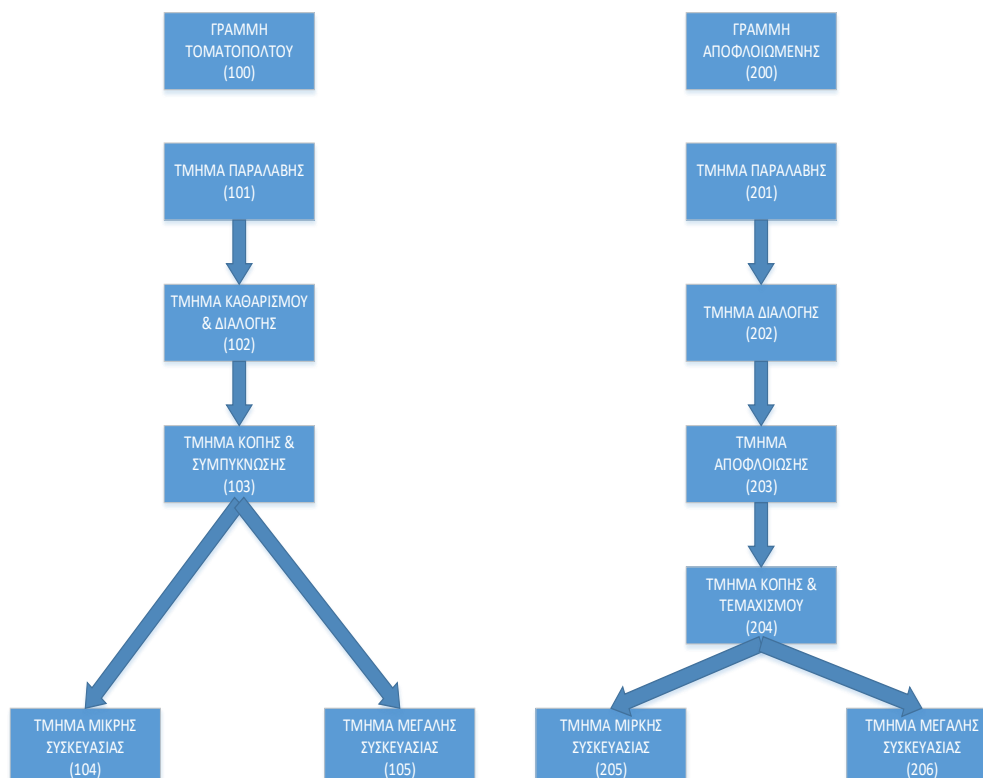 ΓΡΑΜΜΗ
ΤΟΜΑΤΟΠΟΛΤΟΥ
(100)
ΓΡΑΜΜΗ
ΑΠΟΦΛΟΙΩΜΕΝΗΣ
(200)
ΤΜΗΜΑ ΠΑΡΑΛΑΒΗΣ
(101)
ΤΜΗΜΑ ΠΑΡΑΛΑΒΗΣ
(201)
ΤΜΗΜΑ ΚΑΘΑΡΙΣΜΟΥ
& ΔΙΑΛΟΓΗΣ
(102)
ΤΜΗΜΑ ΔΙΑΛΟΓΗΣ
(202)
ΤΜΗΜΑ ΚΟΠΗΣ &
ΣΥΜΠΥΚΝΩΣΗΣ
(103)
ΤΜΗΜΑ
ΑΠΟΦΛΟΙΩΣΗΣ
(203)
ΤΜΗΜΑ ΚΟΠΗΣ &
ΤΕΜΑΧΙΣΜΟΥ
(204)
ΤΜΗΜΑ ΜΙΚΡΗΣ
ΣΥΣΚΕΥΑΣΙΑΣ
(104)
ΤΜΗΜΑ ΜΕΓΑΛΗΣ
ΣΥΣΚΕΥΑΣΙΑΣ
(105)
ΤΜΗΜΑ ΜΙΡΚΗΣ
ΣΥΣΚΕΥΑΣΙΑΣ
(205)
ΤΜΗΜΑ ΜΕΓΑΛΗΣ
ΣΥΣΚΕΥΑΣΙΑΣ
(206)